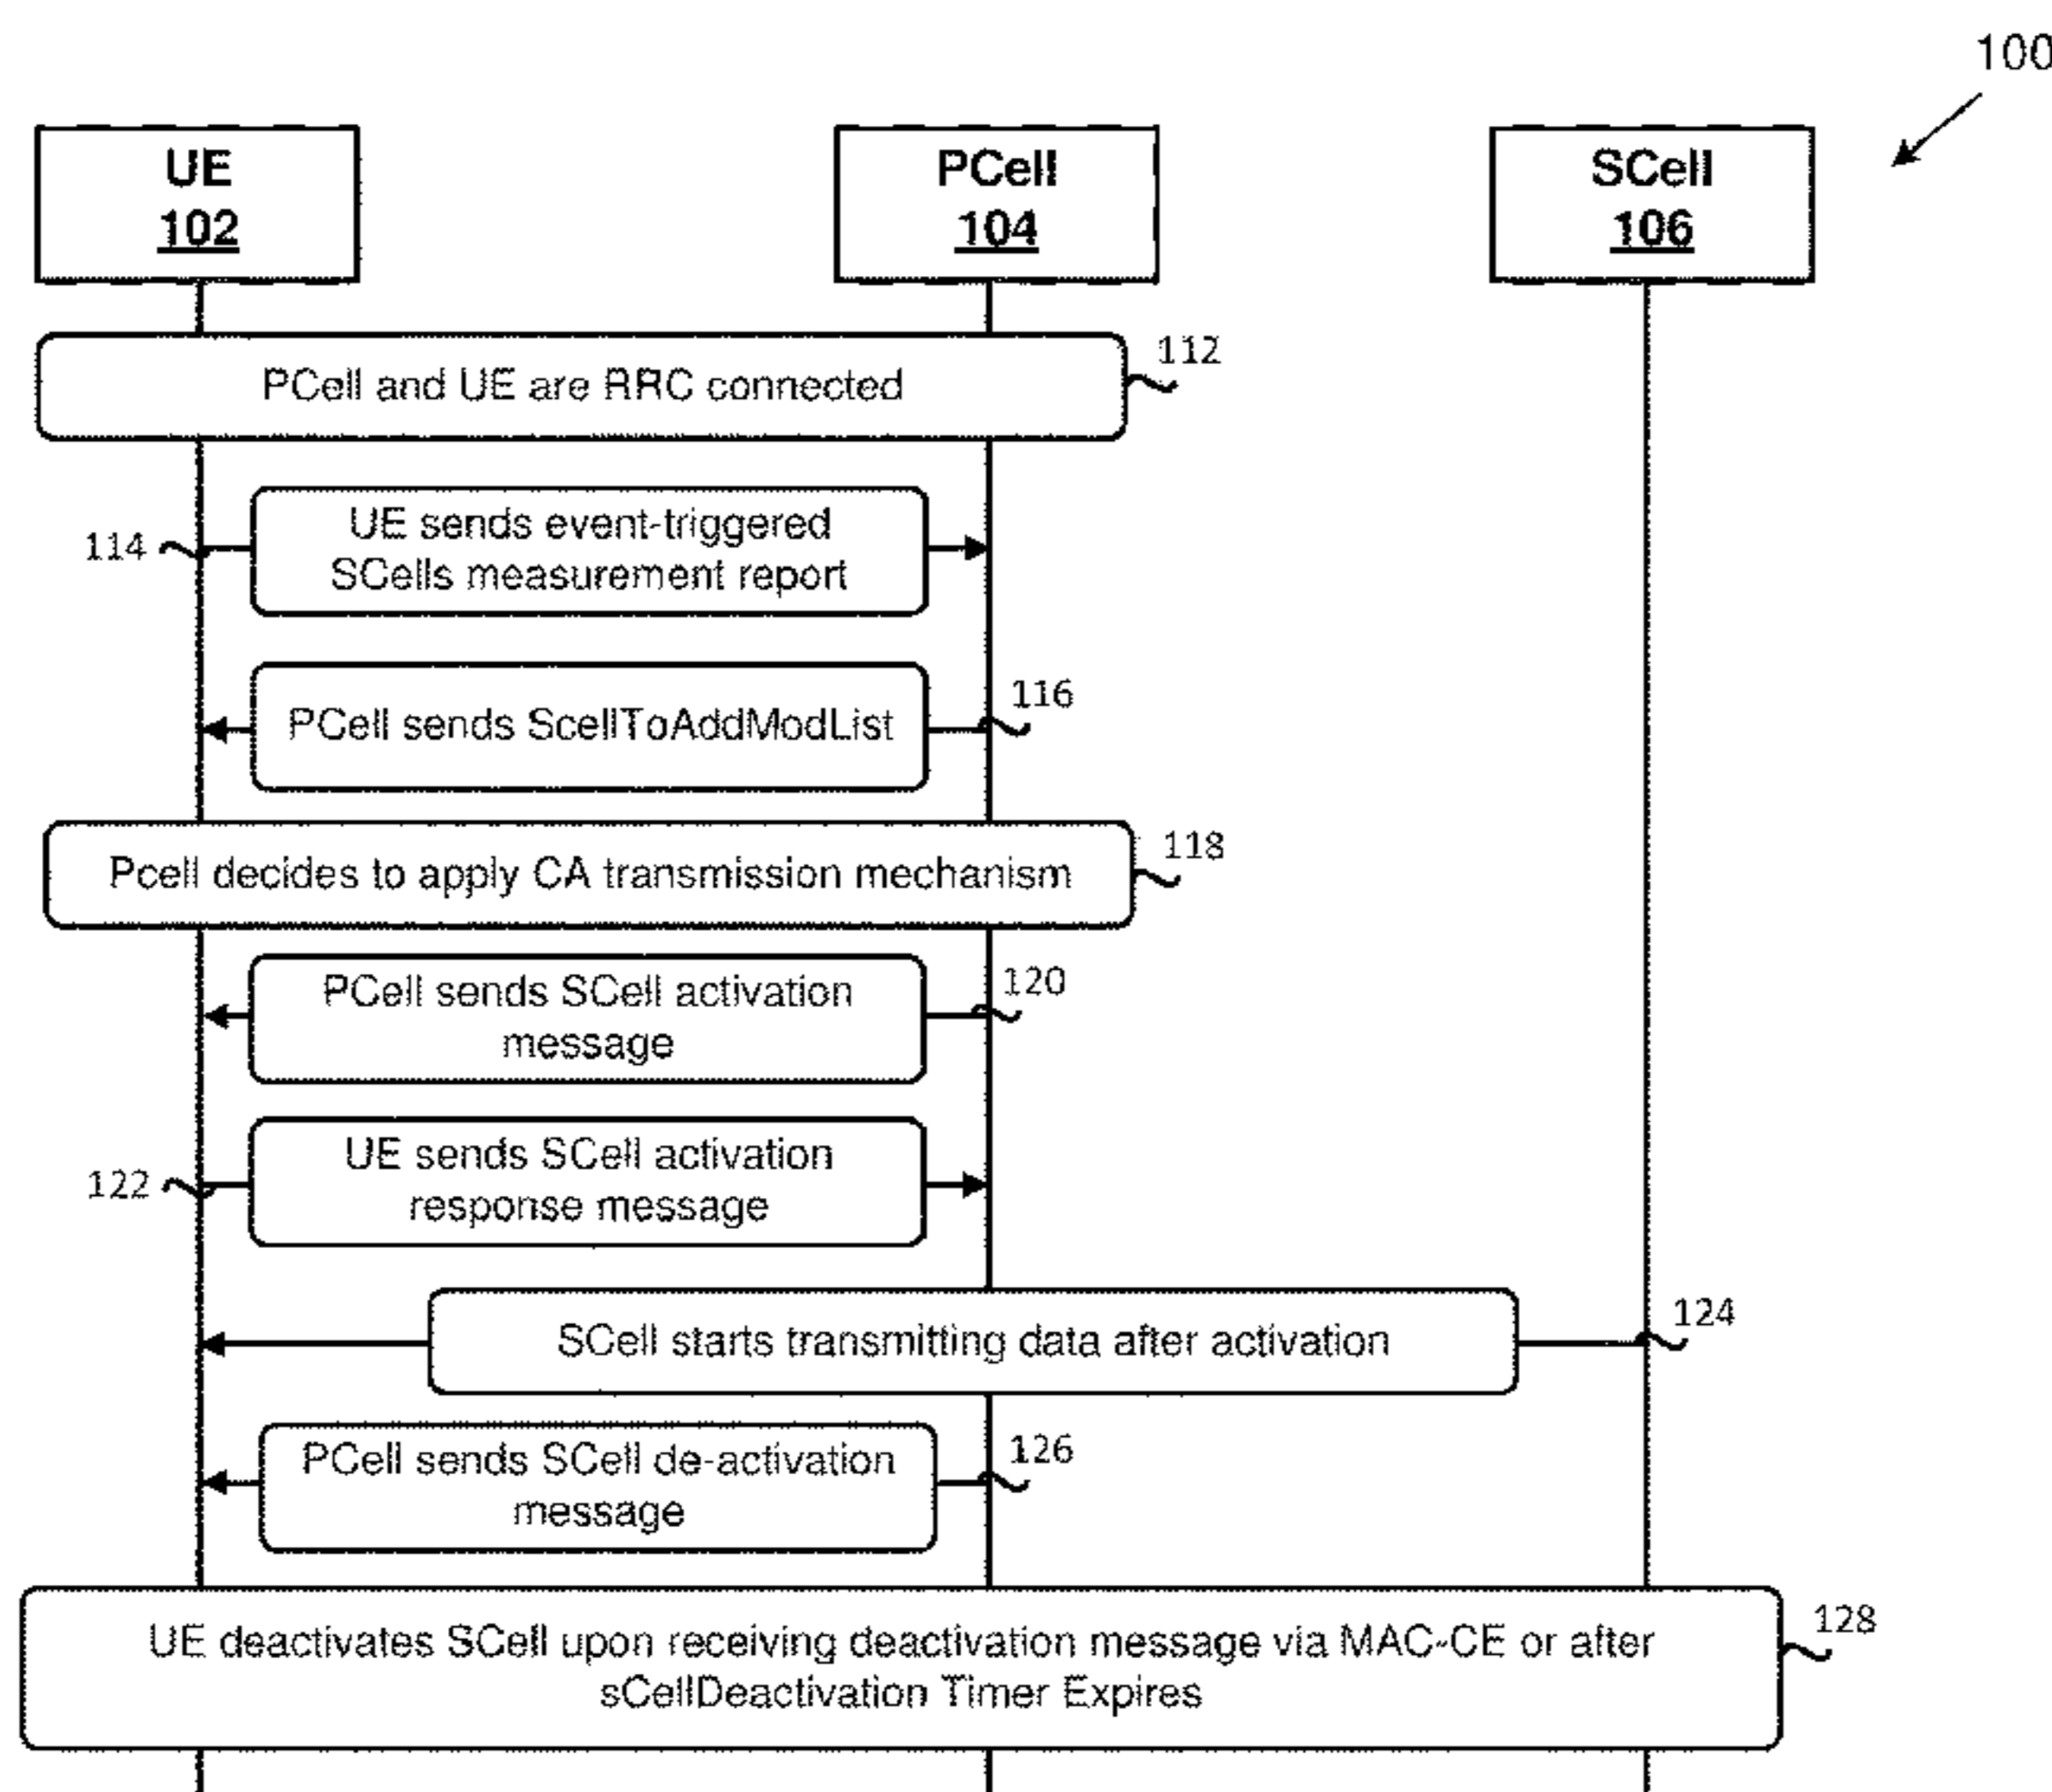 100
UE
102
PCell
104
SCell
106
PCell and UE are RRC connected
112
UE sends event-triggered
SCells measurement report
114
PCell sends ScellToAddModList
116
Pcell decides to apply CA transmission mechanism
118
PCell sends SCell activation
message
120
UE sends SCell activation
response message
122
SCell starts transmitting data after activation
124
PCell sends SCell de-activation
message
126
UE deactivates SCell upon receiving deactivation message via MAC-CE or after
sCellDeactivation Timer Expires
128